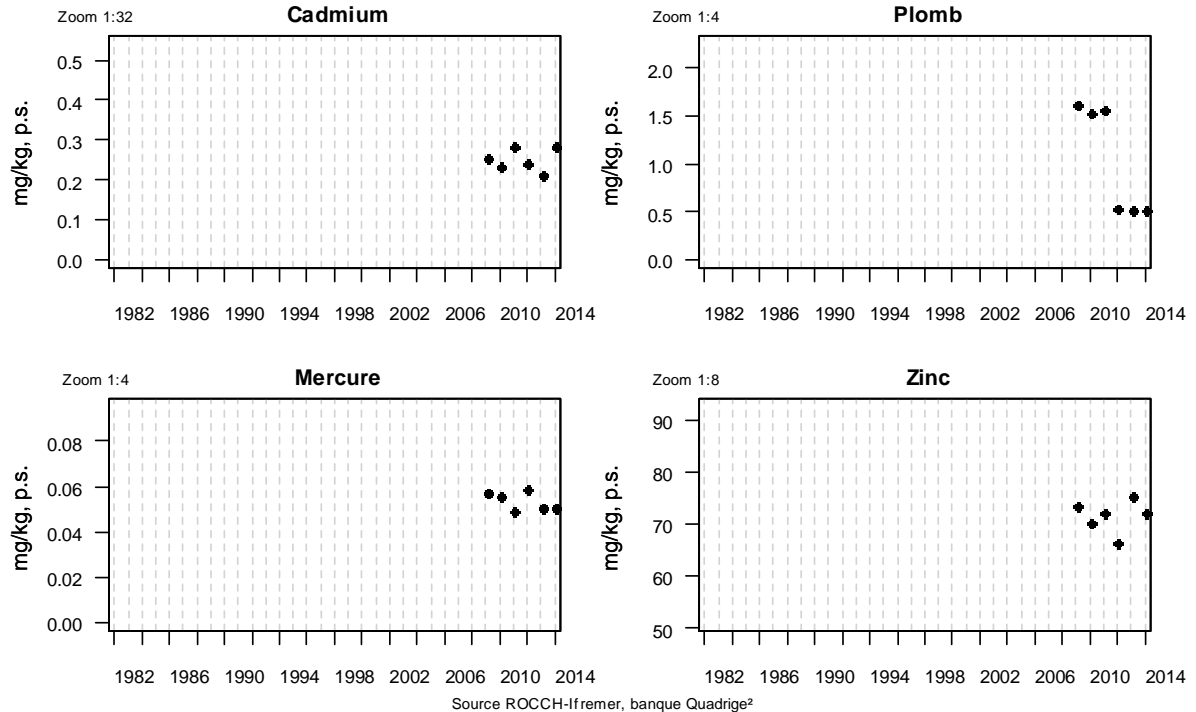 Zoom 1:32
Cadmium
mg/kg, p.s.
0.5
0.4
0.3
0.2
0.1
0.0
1982 1986 1990 1994 1998 2002 2006 2010 2014
Zoom 1:4
Plomb
mg/kg, p.s.
2.0
1.5
1.0
0.5
0.0
1982 1986 1990 1994 1998 2002 2006 2010 2014
Zoom 1:4
Mercure
mg/kg, p.s.
0.08
0.06
0.04
0.02
0.00
1982 1986 1990 1994 1998 2002 2006 2010 2014
Zoom 1:8
Zinc
mg/kg, p.s.
90
80
70
60
50
1982 1986 1990 1994 1998 2002 2006 2010 2014
Source ROCCH-Ifremer, banque Quadrige²